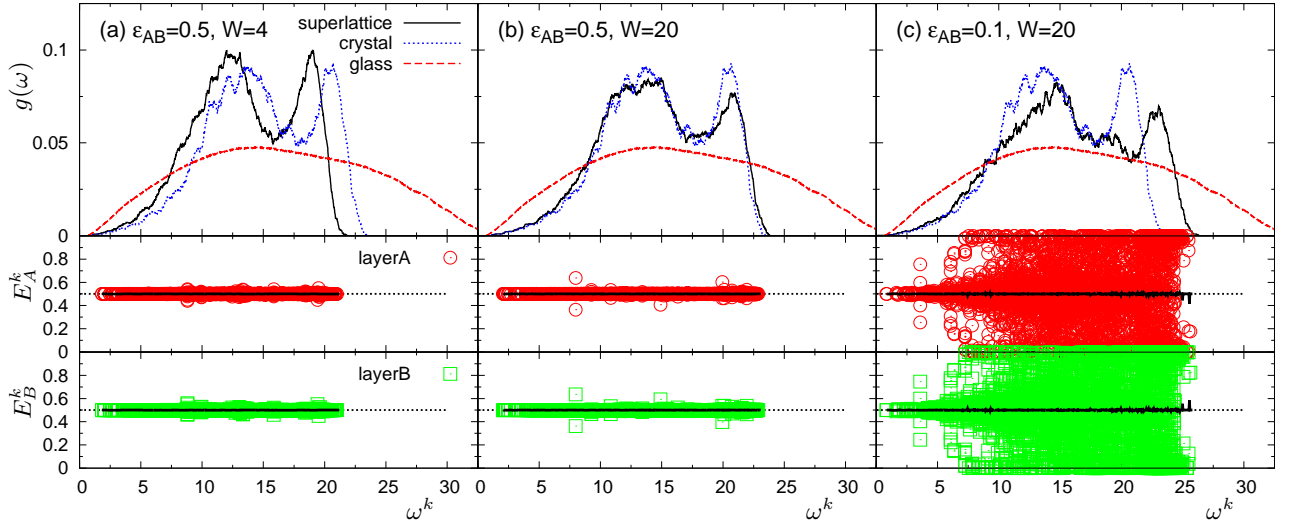 (a) ε_AB=0.5, W=4
superlattice
crystal
glass
(b) ε_AB=0.5, W=20
(c) ε_AB=0.1, W=20
g(ω)
0.1
0.05
0
E_A^k
0.8
0.6
0.4
0.2
0
layerA
E_B^k
0.8
0.6
0.4
0.2
0
layerB
0 5 10 15 20 25 30
0 5 10 15 20 25 30
0 5 10 15 20 25 30
ω^k
ω^k
ω^k